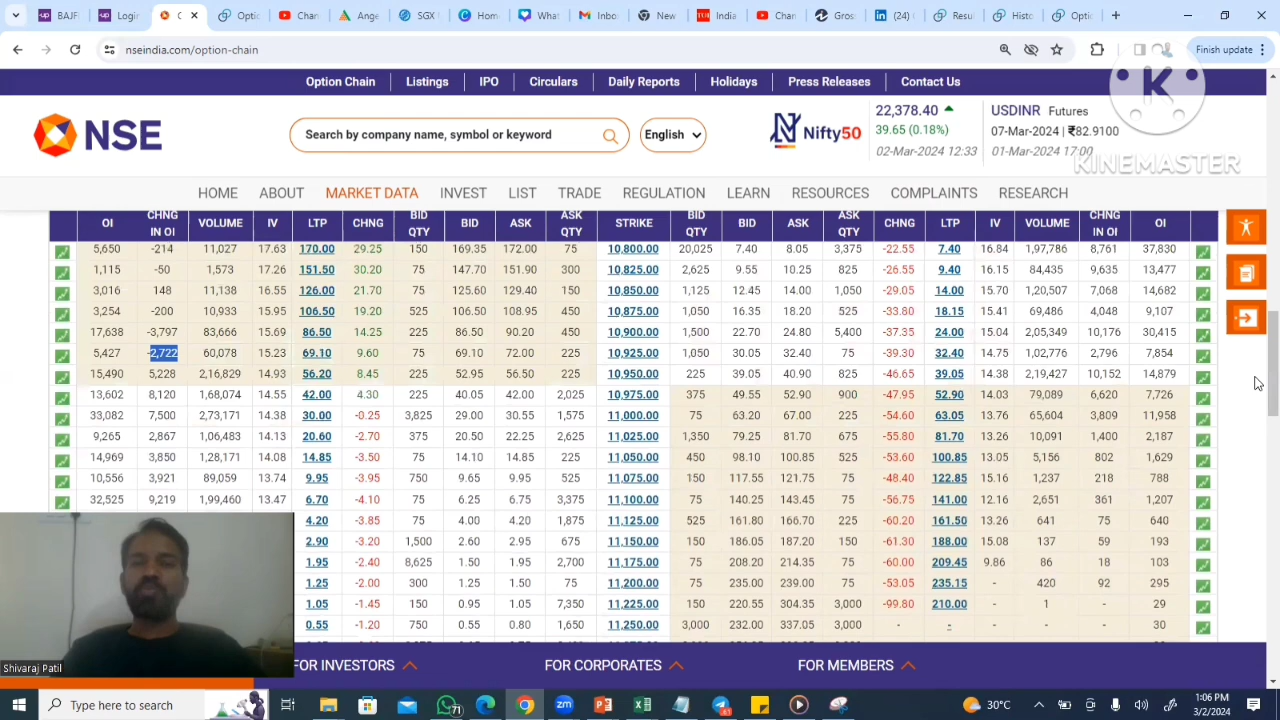 Opti
Chat
Ange
Ange
Com
Wha
Niven
Cha
Nifty
(24)
Inst
nseindia.com/option-chain
Finish update
Option Chain Listings IPO Circulars Daily Reports Holidays Press Releases Contact Us
NSE
Search by company name, symbol or keyword
English
Nifty50
22,378.40
39.65 (0.18%)
02-Mar-2024 12:33
USDINR Futures
07-Mar-2024 | ₹82.9100
01-Mar-2024 17:00
K
KINEMASTER
HOME ABOUT MARKET DATA INVEST LIST TRADE REGULATION LEARN RESOURCES COMPLAINTS RESEARCH
OI CHNG IN OI VOLUME IV LTP CHNG BID QTY BID ASK ASK QTY STRIKE BID QTY BID ASK ASK QTY CHNG LTP IV VOLUME CHNG IN OI OI
5,650 -214 11,027 17.63 170.00 29.25 150 169.35 172.00 75 10,800.00 20,025 7.40 8.05 3,375 -22.55 7.40 16.84 1,97,786 8,761 37,830
1,115 -50 1,573 17.26 151.50 30.20 75 147.70 151.90 300 10,825.00 2,625 9.55 10.25 825 -26.55 9.40 16.15 84,435 9,635 13,477
3,016 148 11,138 16.55 126.00 21.70 75 125.60 129.40 150 10,850.00 1,125 12.45 14.00 1,050 -29.05 14.00 15.70 1,20,507 7,068 14,682
3,254 -200 10,933 15.95 106.50 19.20 525 106.50 108.95 450 10,875.00 1,050 16.35 18.20 525 -33.80 18.15 15.41 69,486 4,048 9,107
17,638 -3,797 83,666 15.69 86.50 14.25 225 86.50 90.20 450 10,900.00 1,500 22.70 24.80 5,400 -37.35 24.00 15.04 2,05,349 10,176 30,415
5,427 -2,722 60,078 15.23 69.10 9.60 75 69.10 72.00 225 10,925.00 1,050 30.05 32.40 75 -39.30 32.40 14.75 1,02,776 2,796 7,854
15,490 5,228 2,16,829 14.93 56.20 8.45 225 52.95 56.50 225 10,950.00 225 39.05 40.90 825 -46.65 39.05 14.38 2,19,427 10,152 14,879
13,602 8,120 1,68,074 14.55 42.00 4.30 225 40.05 42.00 2,025 10,975.00 375 49.55 52.90 900 -47.95 52.90 14.03 79,089 6,620 7,726
33,082 7,500 2,73,171 14.38 30.00 -0.25 3,825 29.00 30.55 1,575 11,000.00 75 63.20 67.00 225 -54.60 63.05 13.76 65,604 3,809 11,958
9,265 2,867 1,06,483 14.13 20.60 -2.70 375 20.50 22.25 2,625 11,025.00 1,350 79.25 81.70 675 -55.80 81.70 13.26 10,091 1,400 2,187
14,969 3,850 1,28,171 14.08 14.85 -3.50 75 14.10 14.85 525 11,050.00 450 98.10 100.85 525 -53.60 100.85 13.05 5,156 802 1,629
10,556 3,921 89,059 13.74 9.95 -3.95 750 9.65 9.95 525 11,075.00 150 117.55 121.75 75 -48.40 122.85 15.16 1,237 218 788
32,525 9,219 1,99,460 13.47 6.70 -4.10 75 6.25 6.75 3,375 11,100.00 75 140.25 143.45 75 -56.75 141.00 12.16 2,651 361 1,207
4.20 -3.85 75 4.00 4.20 1,875 11,125.00 525 161.80 166.70 225 -60.20 161.50 13.26 641 75 640
2.90 -3.20 1,500 2.60 2.95 675 11,150.00 150 186.05 187.20 150 -61.30 188.00 15.08 137 59 193
1.95 -2.40 8,625 1.50 1.95 2,700 11,175.00 75 208.20 214.35 75 -60.00 209.45 9.86 86 18 103
1.25 -2.00 300 1.25 1.50 75 11,200.00 75 235.00 239.00 75 -53.05 235.15 - 420 92 295
1.05 -1.45 150 0.95 1.05 7,350 11,225.00 150 220.55 304.35 3,000 -99.80 210.00 - 1 - 29
0.55 -1.20 750 0.55 0.80 1,650 11,250.00 3,000 232.00 337.05 3,000 - - - - - 30
Shivaraj Patil
FOR INVESTORS FOR CORPORATES FOR MEMBERS
Type here to search
71
30°C
1:06 PM
3/2/2024